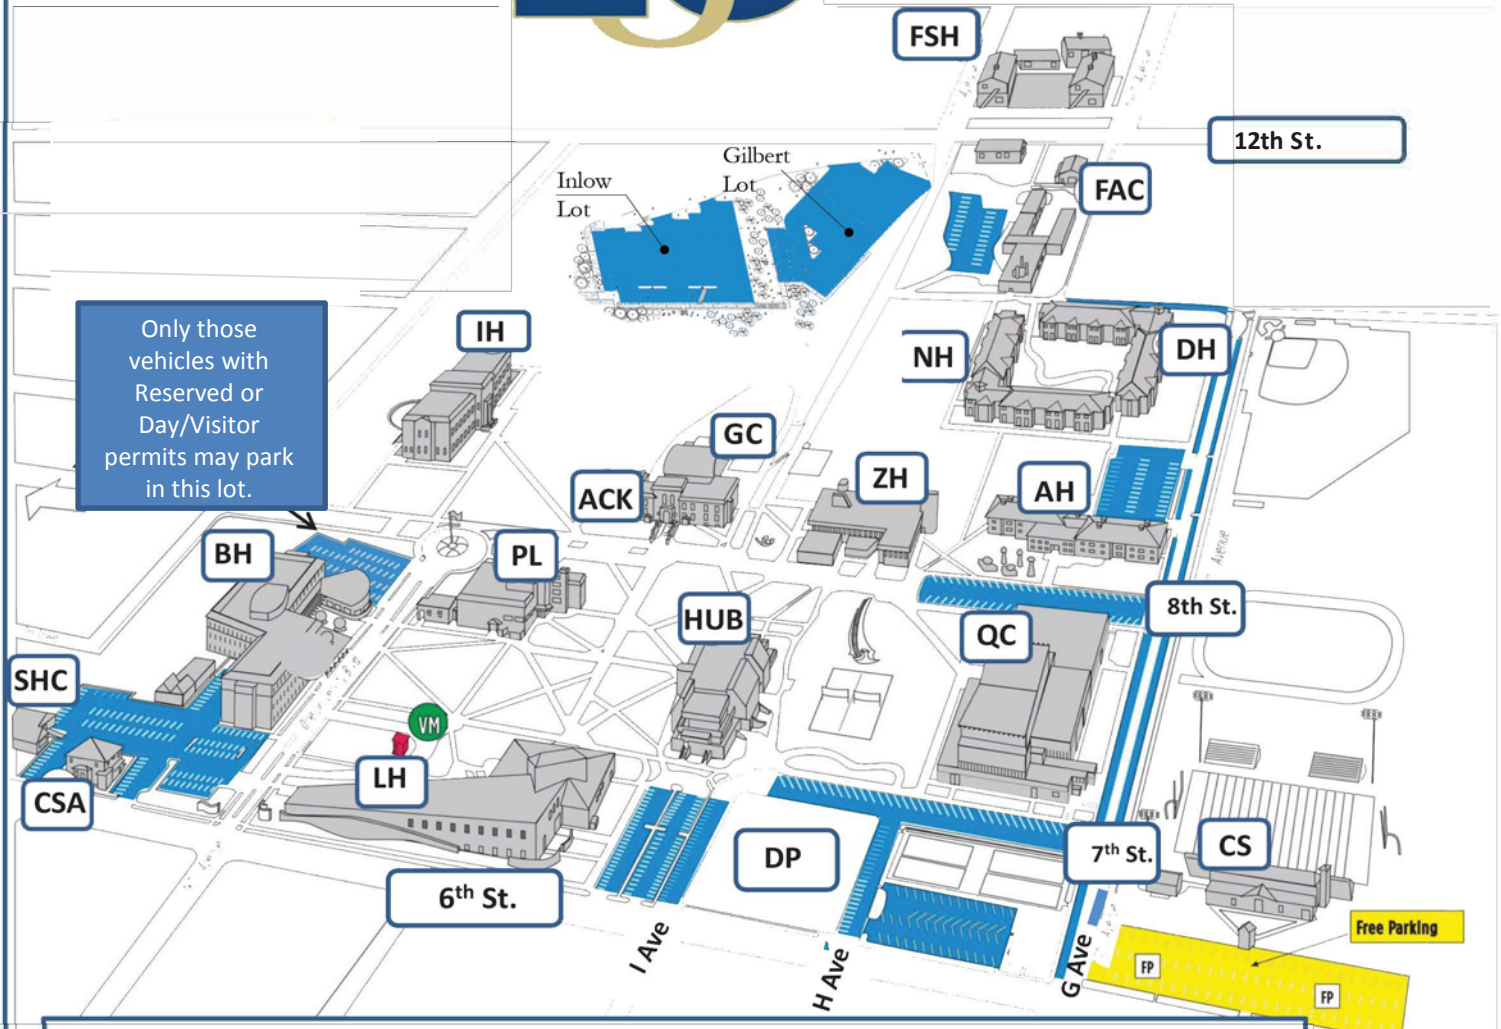 FSH
12th St.
Gilbert
Lot
Inlow
Lot
FAC
Only those
vehicles with
Reserved or
Day/Visitor
permits may park
in this lot.
IH
NH
DH
GC
ACK
ZH
AH
BH
PL
Avenue
8th St.
HUB
QC
SHC
VM
LH
CSA
DP
7th St.
CS
6th St.
I Ave
H Ave
G Ave
Free Parking
FP
FP